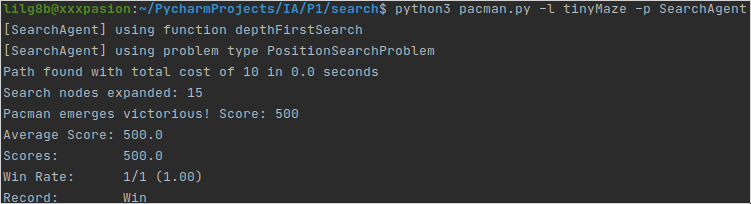 lilg8b@xxxpasion:~/PycharmProjects/IA/P1/search$ python3 pacman.py -l tinyMaze -p SearchAgent
[SearchAgent] using function depthFirstSearch
[SearchAgent] using problem type PositionSearchProblem
Path found with total cost of 10 in 0.0 seconds
Search nodes expanded: 15
Pacman emerges victorious! Score: 500
Average Score: 500.0
Scores:        500.0
Win Rate:      1/1 (1.00)
Record:        Win